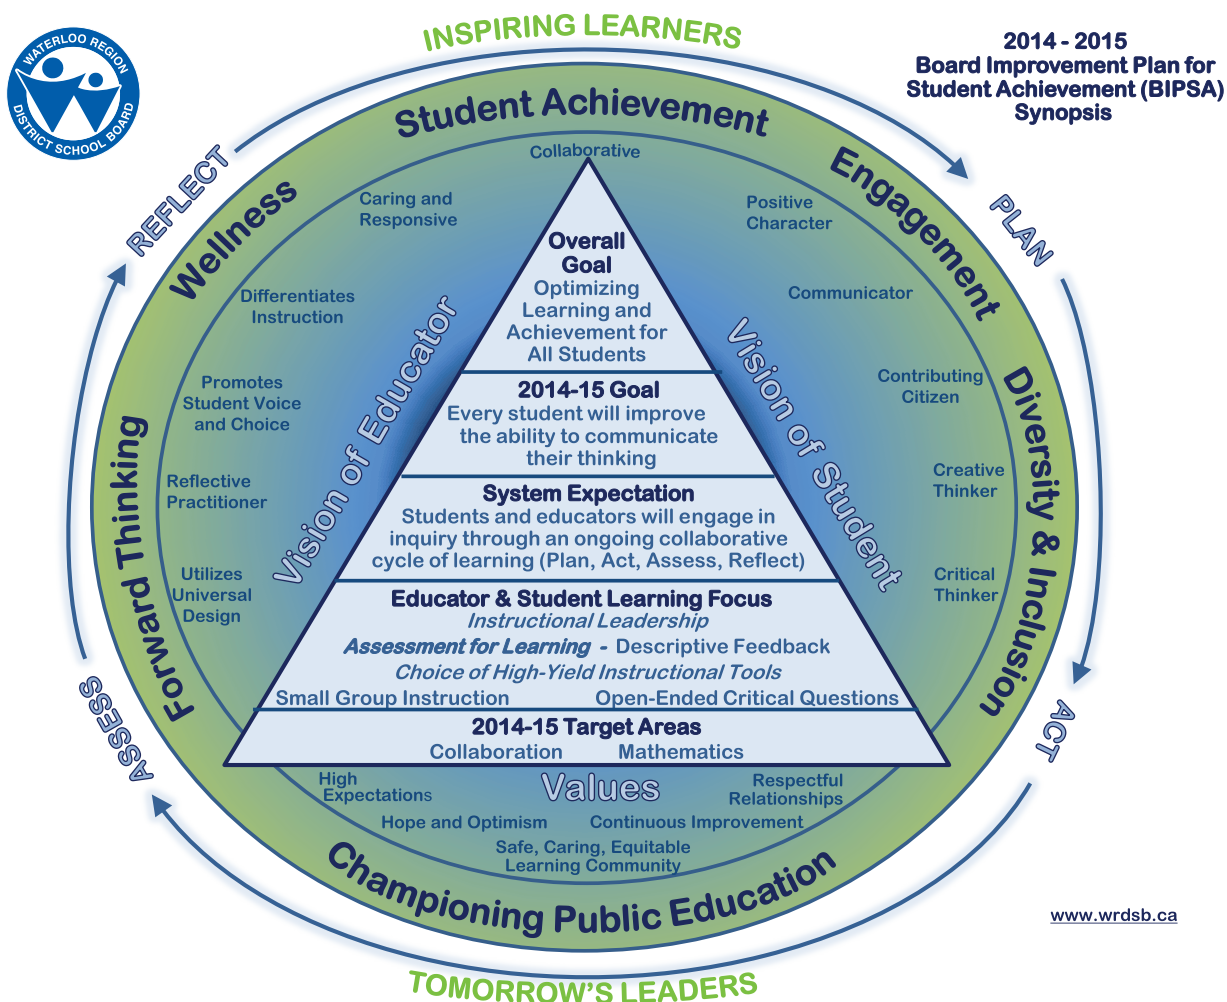 INSPIRING LEARNERS
WATERLOO REGION
DISTRICT SCHOOL BOARD
2014 - 2015
Board Improvement Plan for
Student Achievement (BIPSA)
Synopsis
REFLECT
PLAN
ACT
ASSESS
Student Achievement
Wellness
Engagement
Forward Thinking
Diversity & Inclusion
Championing Public Education
Collaborative
Caring and
Responsive
Differentiates
Instruction
Promotes
Student Voice
and Choice
Reflective
Practitioner
Utilizes
Universal
Design
Vision of Educator
Positive
Character
Communicator
Contributing
Citizen
Creative
Thinker
Critical
Thinker
Vision of Student
Overall
Goal
Optimizing
Learning and
Achievement for
All Students
2014-15 Goal
Every student will improve
the ability to communicate
their thinking
System Expectation
Students and educators will engage in
inquiry through an ongoing collaborative
cycle of learning (Plan, Act, Assess, Reflect)
Educator & Student Learning Focus
Instructional Leadership
Assessment for Learning - Descriptive Feedback
Choice of High-Yield Instructional Tools
Small Group Instruction Open-Ended Critical Questions
2014-15 Target Areas
Collaboration Mathematics
Values
High
Expectations
Respectful
Relationships
Hope and Optimism Continuous Improvement
Safe, Caring, Equitable
Learning Community
www.wrdsb.ca
TOMORROW'S LEADERS